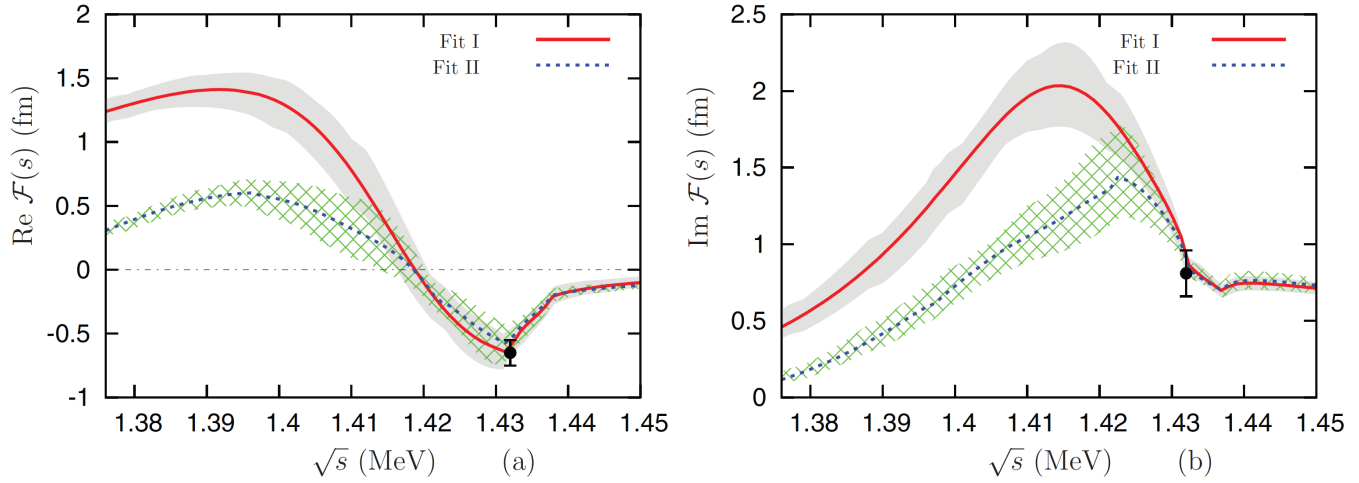 Re F(s) (fm)
1.5
1
0.5
0
-0.5
-1
Fit I
Fit II
1.38 1.39 1.4 1.41 1.42 1.43 1.44 1.45
√s (MeV) (a)
Im F(s) (fm)
2.5
2
1.5
1
0.5
0
Fit I
Fit II
1.38 1.39 1.4 1.41 1.42 1.43 1.44 1.45
√s (MeV) (b)
2